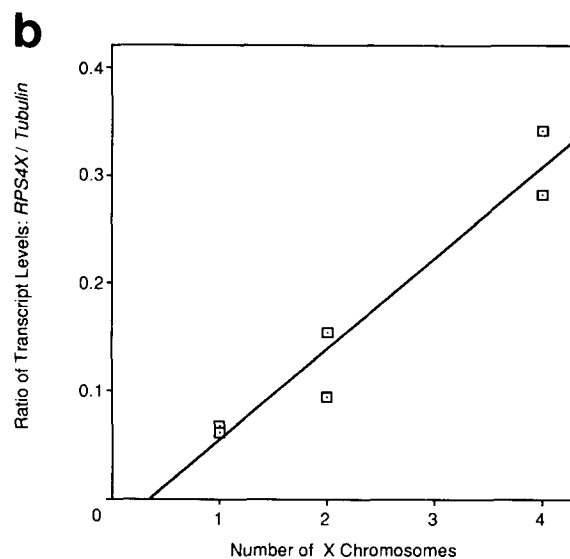 b
Ratio of Transcript Levels: RPS4X / Tubulin
0.4
0.3
0.2
0.1
0
1 2 3 4
Number of X Chromosomes